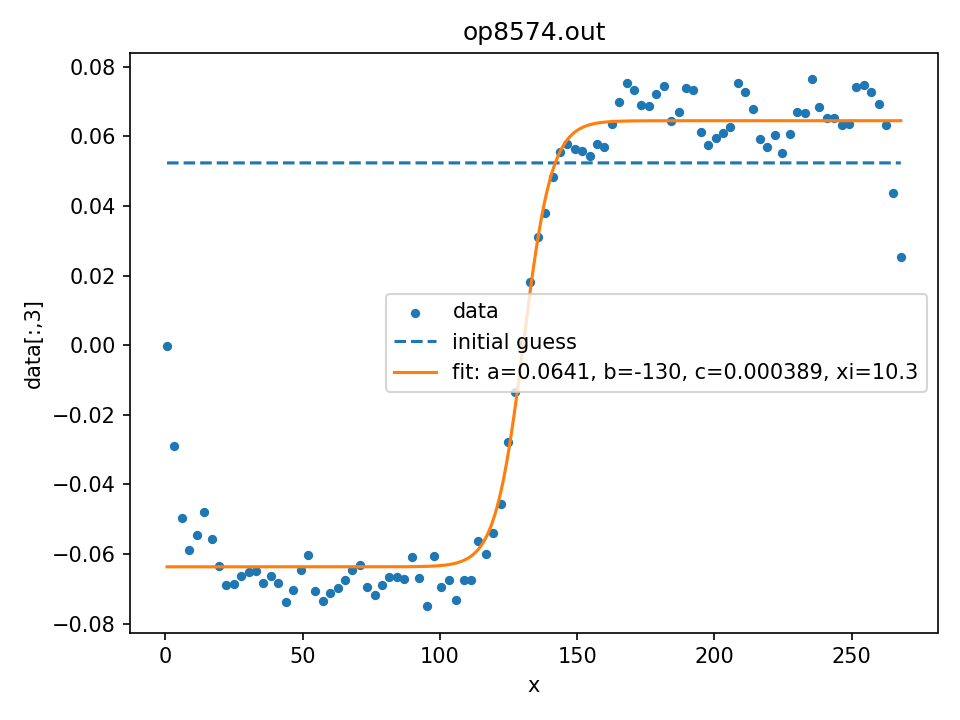 op8574.out
0.08
0.06
0.04
0.02
0.00
−0.02
−0.04
−0.06
−0.08
data[:,3]
data
initial guess
fit: a=0.0641, b=-130, c=0.000389, xi=10.3
0 50 100 150 200 250
x